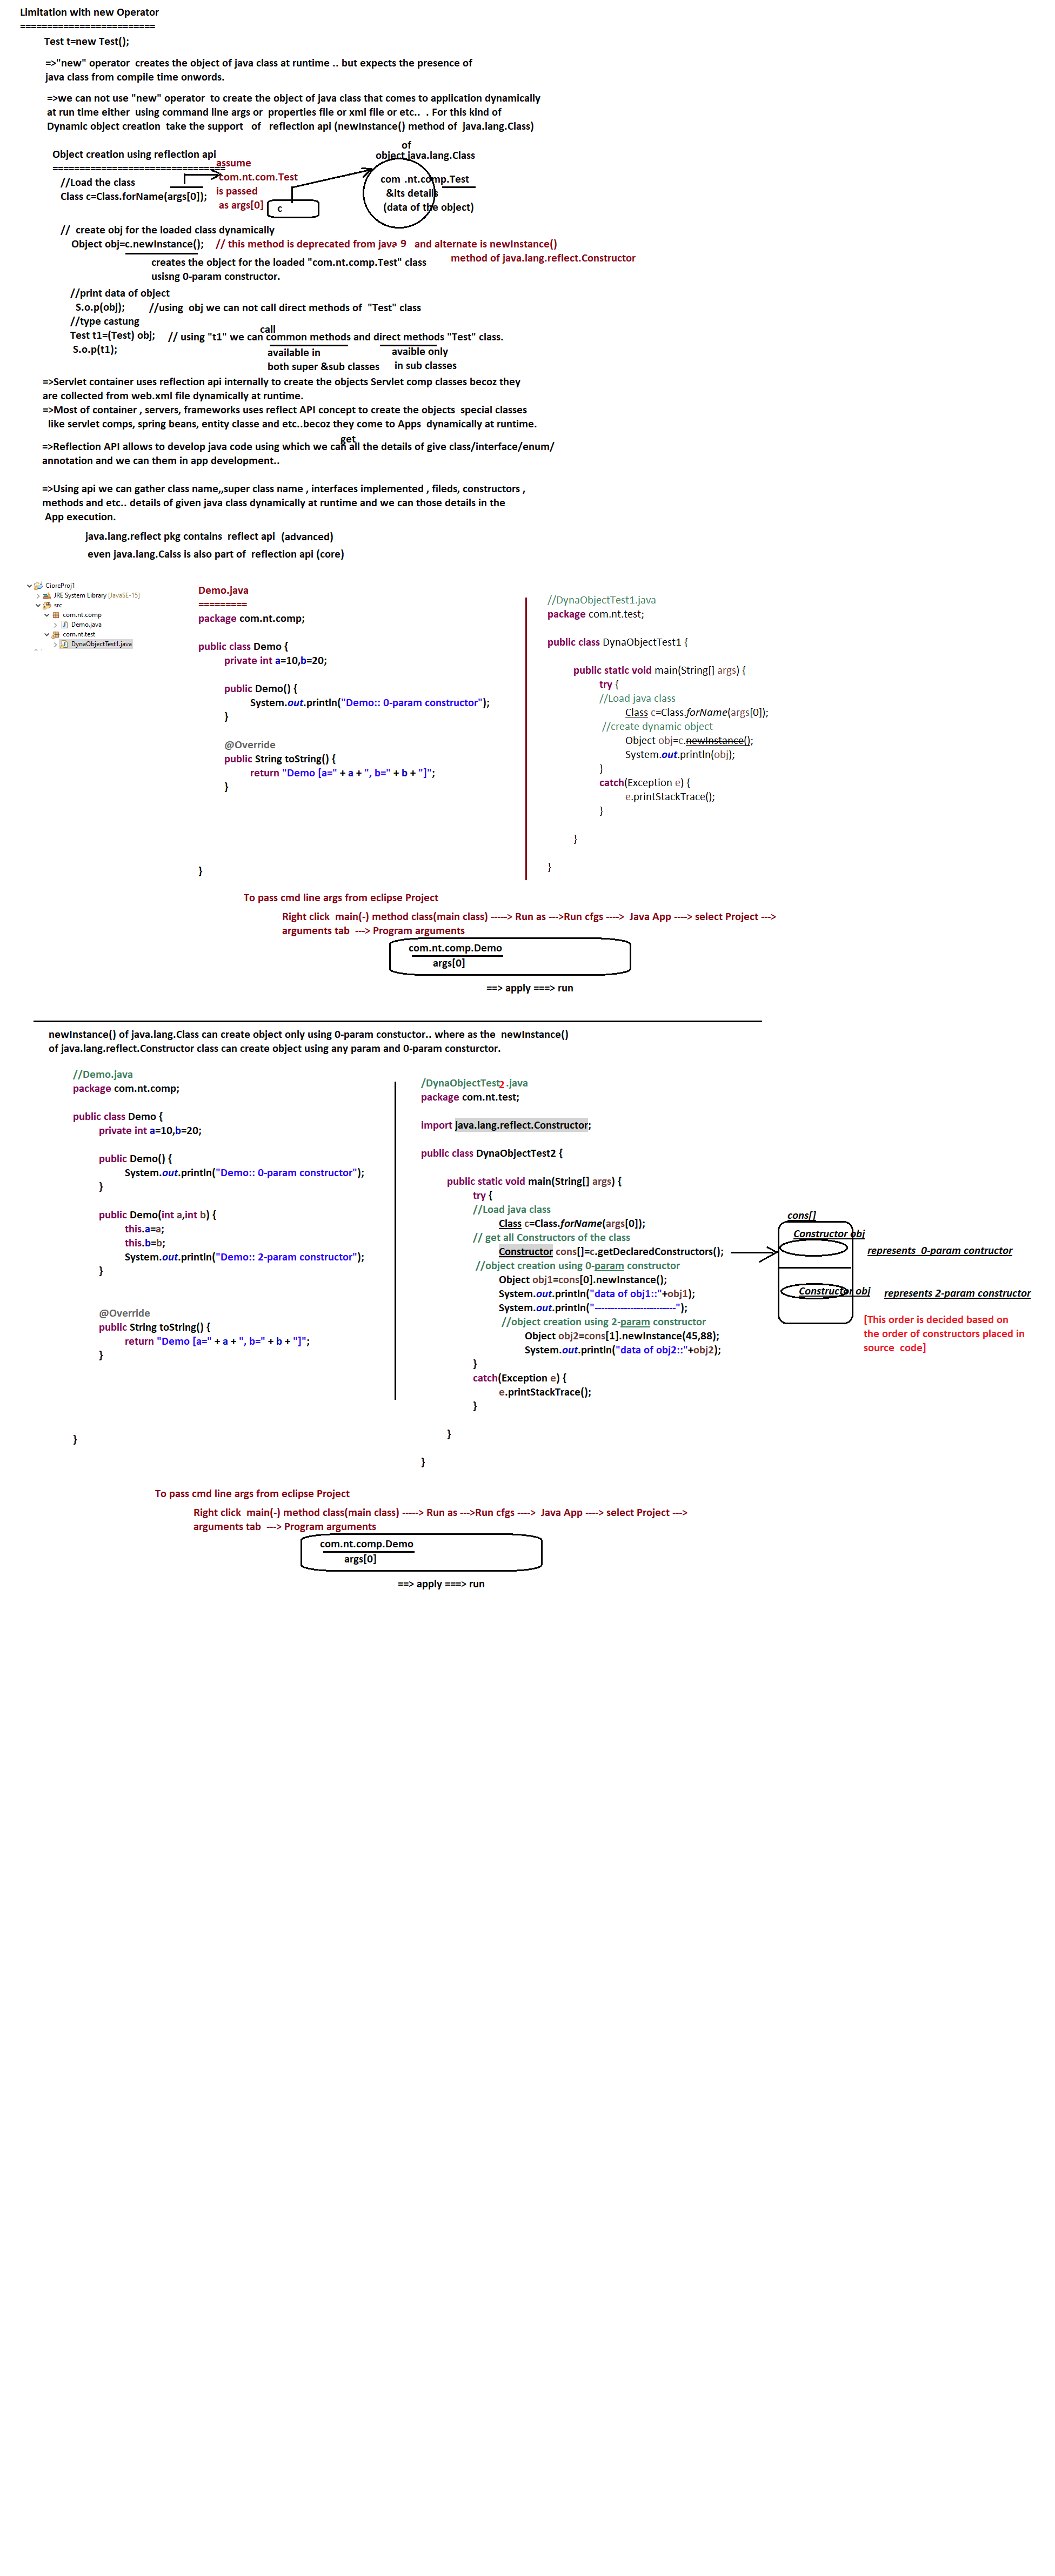 Limitation with new Operator
=========================
Test t=new Test();
=>"new" operator creates the object of java class at runtime .. but expects the presence of
java class from compile time onwords.
=>we can not use "new" operator to create the object of java class that comes to application dynamically
at run time either using command line args or properties file or xml file or etc.. . For this kind of
Dynamic object creation take the support of reflection api (newInstance() method of java.lang.Class)
Object creation using reflection api
================================
//Load the class
Class c=Class.forName(args[0]);
assume
com.nt.com.Test
is passed
as args[0]
c
of
object java.lang.Class
com .nt.comp.Test
&its details
(data of the object)
// create obj for the loaded class dynamically
Object obj=c.newInstance(); // this method is deprecated from java 9 and alternate is newInstance()
method of java.lang.reflect.Constructor
creates the object for the loaded "com.nt.comp.Test" class
usisng 0-param constructor.
//print data of object
S.o.p(obj); //using obj we can not call direct methods of "Test" class
//type castung
call
Test t1=(Test) obj; // using "t1" we can common methods and direct methods "Test" class.
S.o.p(t1);
available in
both super &sub classes
avaible only
in sub classes
=>Servlet container uses reflection api internally to create the objects Servlet comp classes becoz they
are collected from web.xml file dynamically at runtime.
=>Most of container , servers, frameworks uses reflect API concept to create the objects special classes
like servlet comps, spring beans, entity classe and etc..becoz they come to Apps dynamically at runtime.
get
=>Reflection API allows to develop java code using which we can all the details of give class/interface/enum/
annotation and we can them in app development..
=>Using api we can gather class name,,super class name , interfaces implemented , fileds, constructors ,
methods and etc.. details of given java class dynamically at runtime and we can those details in the
App execution.
java.lang.reflect pkg contains reflect api (advanced)
even java.lang.Calss is also part of reflection api (core)
CioreProj1
JRE System Library [JavaSE-15]
src
com.nt.comp
Demo.java
com.nt.test
DynaObjectTest1.java
Demo.java
=========
package com.nt.comp;
public class Demo {
private int a=10,b=20;
public Demo() {
System.out.println("Demo:: 0-param constructor");
}
@Override
public String toString() {
return "Demo [a=" + a + ", b=" + b + "]";
}
}
//DynaObjectTest1.java
package com.nt.test;
public class DynaObjectTest1 {
public static void main(String[] args) {
try {
//Load java class
Class c=Class.forName(args[0]);
//create dynamic object
Object obj=c.newInstance();
System.out.println(obj);
}
catch(Exception e) {
e.printStackTrace();
}
}
}
To pass cmd line args from eclipse Project
Right click main(-) method class(main class) -----> Run as --->Run cfgs ----> Java App ----> select Project --->
arguments tab ---> Program arguments
com.nt.comp.Demo
args[0]
==> apply ===> run
newInstance() of java.lang.Class can create object only using 0-param constuctor.. where as the newInstance()
of java.lang.reflect.Constructor class can create object using any param and 0-param consturctor.
//Demo.java
package com.nt.comp;
public class Demo {
private int a=10,b=20;
public Demo() {
System.out.println("Demo:: 0-param constructor");
}
public Demo(int a,int b) {
this.a=a;
this.b=b;
System.out.println("Demo:: 2-param constructor");
}
@Override
public String toString() {
return "Demo [a=" + a + ", b=" + b + "]";
}
}
/DynaObjectTest2.java
package com.nt.test;
import java.lang.reflect.Constructor;
public class DynaObjectTest2 {
public static void main(String[] args) {
try {
//Load java class
Class c=Class.forName(args[0]);
// get all Constructors of the class
Constructor cons[]=c.getDeclaredConstructors();
//object creation using 0-param constructor
Object obj1=cons[0].newInstance();
System.out.println("data of obj1::"+obj1);
System.out.println("------------------------");
//object creation using 2-param constructor
Object obj2=cons[1].newInstance(45,88);
System.out.println("data of obj2::"+obj2);
}
catch(Exception e) {
e.printStackTrace();
}
}
}
cons[]
Constructor obj
represents 0-param contructor
Constructor obj
represents 2-param constructor
[This order is decided based on
the order of constructors placed in
source code]
To pass cmd line args from eclipse Project
Right click main(-) method class(main class) -----> Run as --->Run cfgs ----> Java App ----> select Project --->
arguments tab ---> Program arguments
com.nt.comp.Demo
args[0]
==> apply ===> run